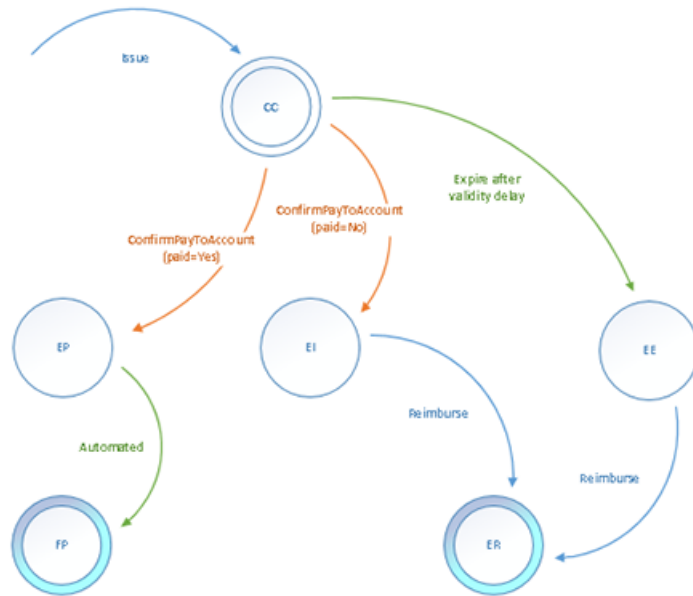 Issue
CC
Expire after
validity delay
ConfirmPayToAccount
(paid=No)
ConfirmPayToAccount
(paid=Yes)
EP
EI
EE
Reimburse
Automated
Reimburse
FP
ER